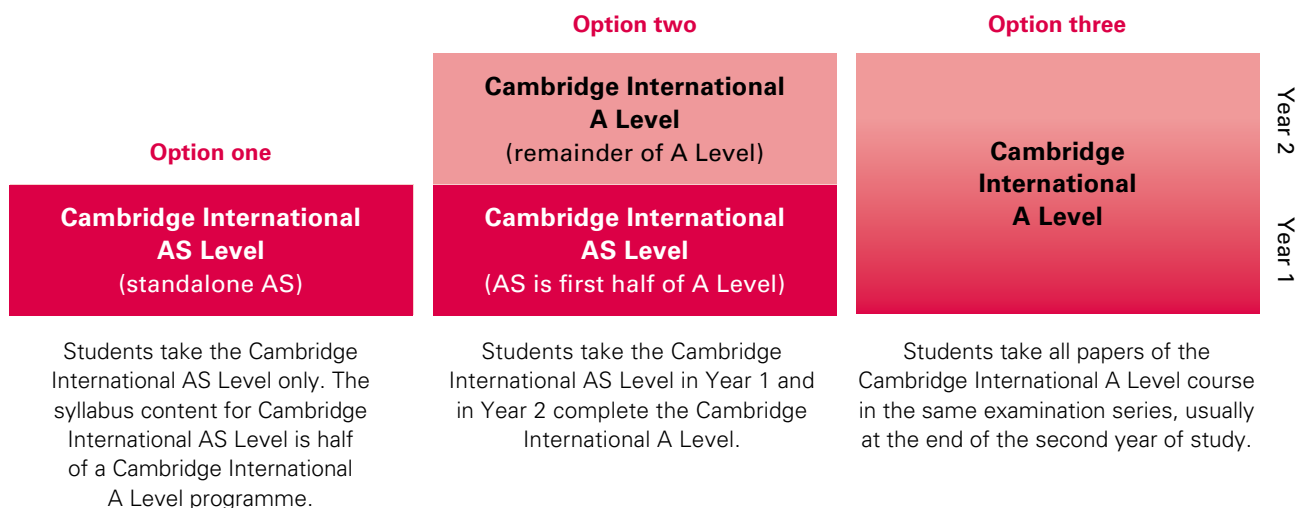 Option one
Cambridge International
AS Level
(standalone AS)
Students take the Cambridge
International AS Level only. The
syllabus content for Cambridge
International AS Level is half
of a Cambridge International
A Level programme.
Option two
Cambridge International
A Level
(remainder of A Level)
Cambridge International
AS Level
(AS is first half of A Level)
Students take the Cambridge
International AS Level in Year 1 and
in Year 2 complete the Cambridge
International A Level.
Option three
Cambridge
International
A Level
Students take all papers of the
Cambridge International A Level course
in the same examination series, usually
at the end of the second year of study.
Year 2
Year 1